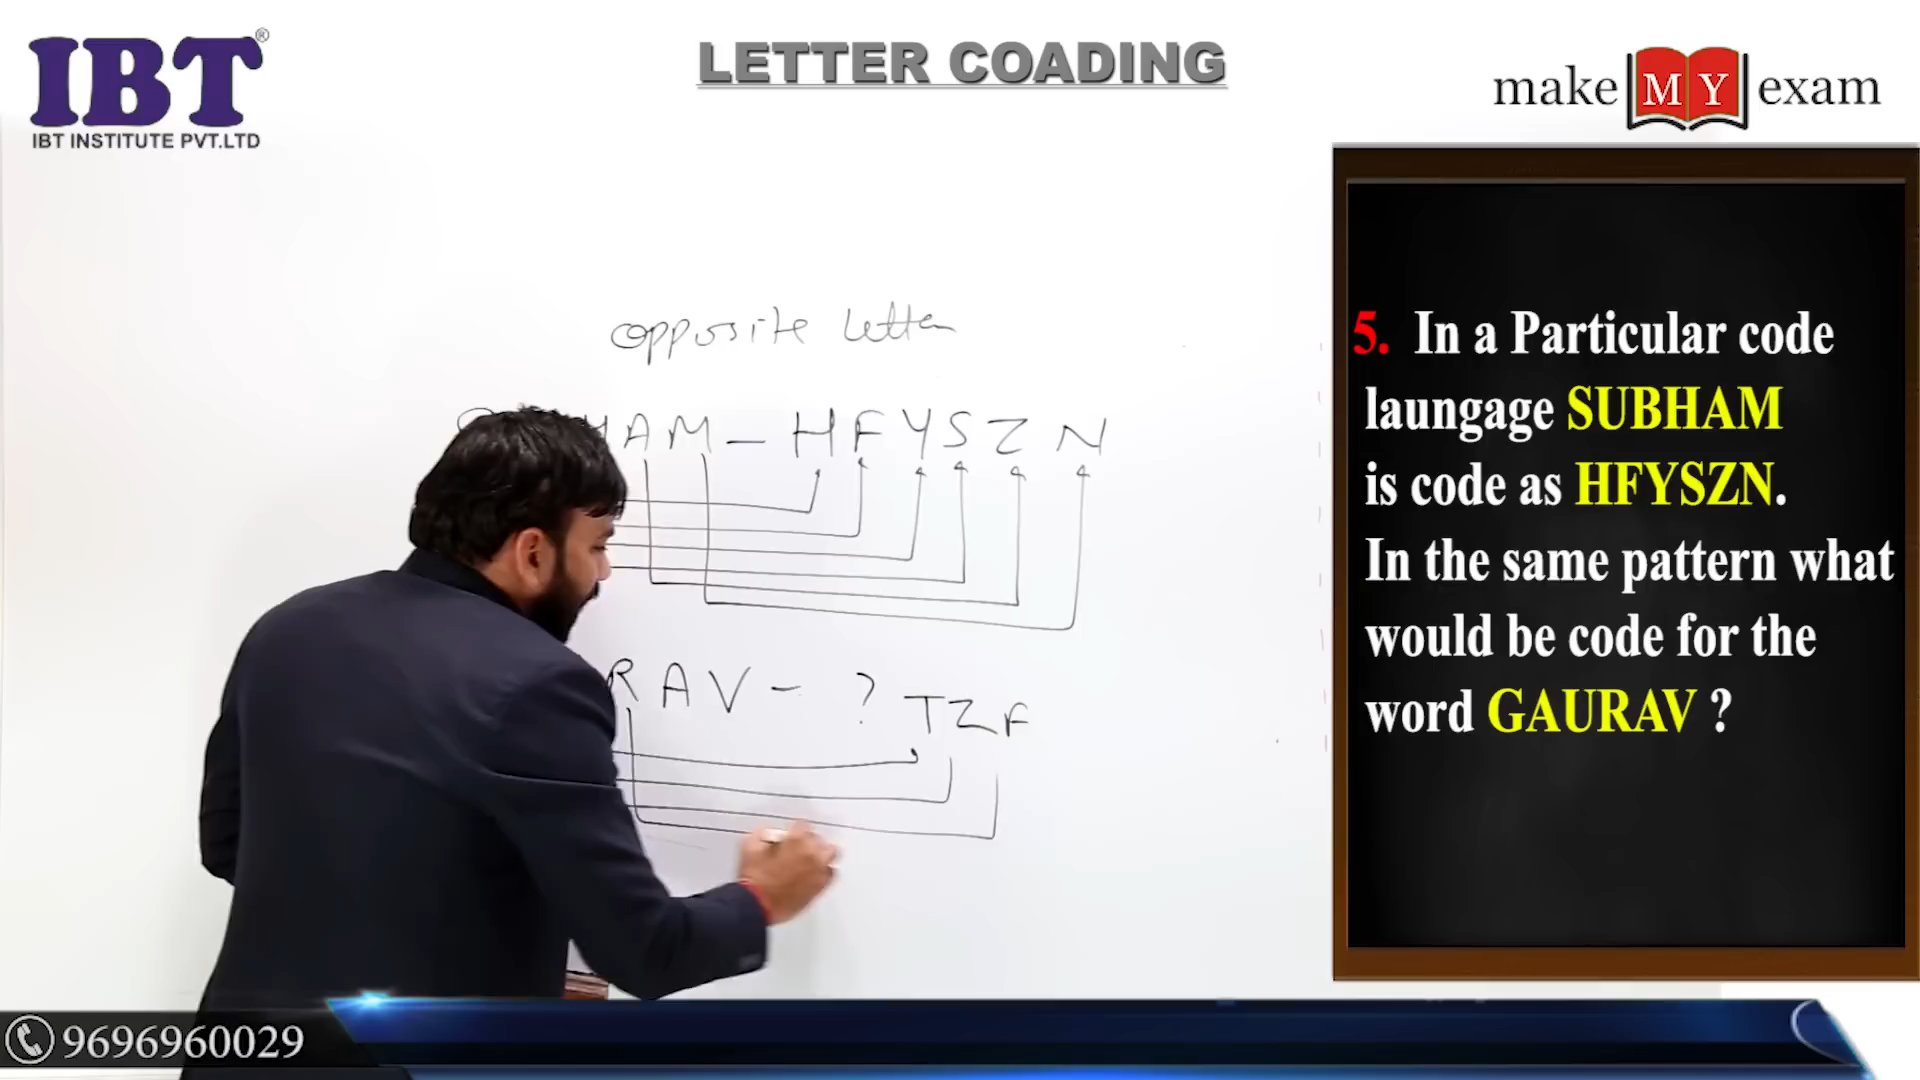 IBT®
IBT INSTITUTE PVT.LTD
LETTER COADING
make MY exam
opposite letter
AM – HFYSZN
RAV – ? TZF
5. In a Particular code
laungage SUBHAM
is code as HFYSZN.
In the same pattern what
would be code for the
word GAURAV ?
9696960029